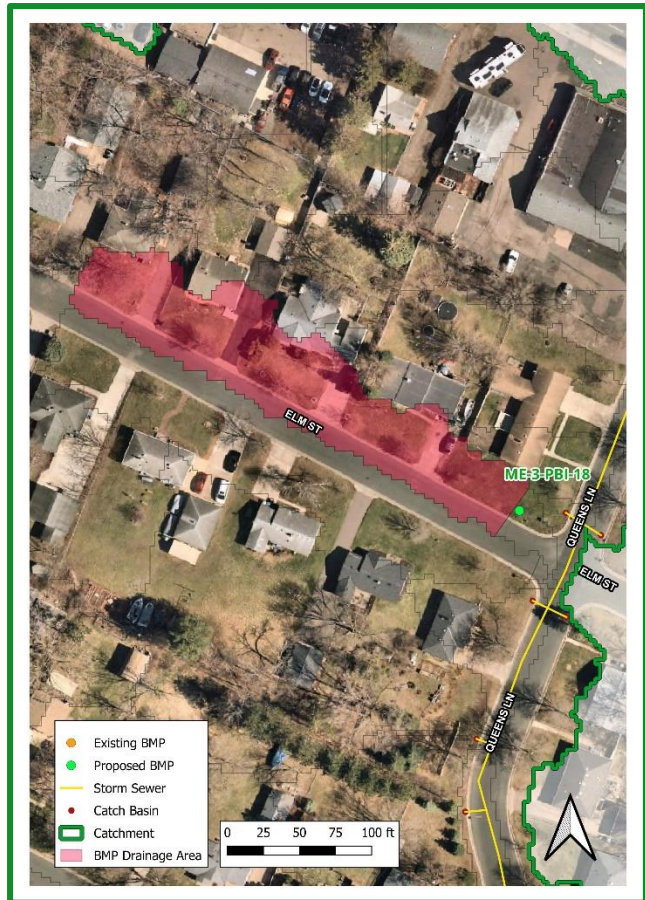 ELM ST
ME-3-PBI-18
QUEENS LN
ELM ST
QUEENS LN
Existing BMP
Proposed BMP
Storm Sewer
Catch Basin
Catchment
BMP Drainage Area
0 25 50 75 100 ft